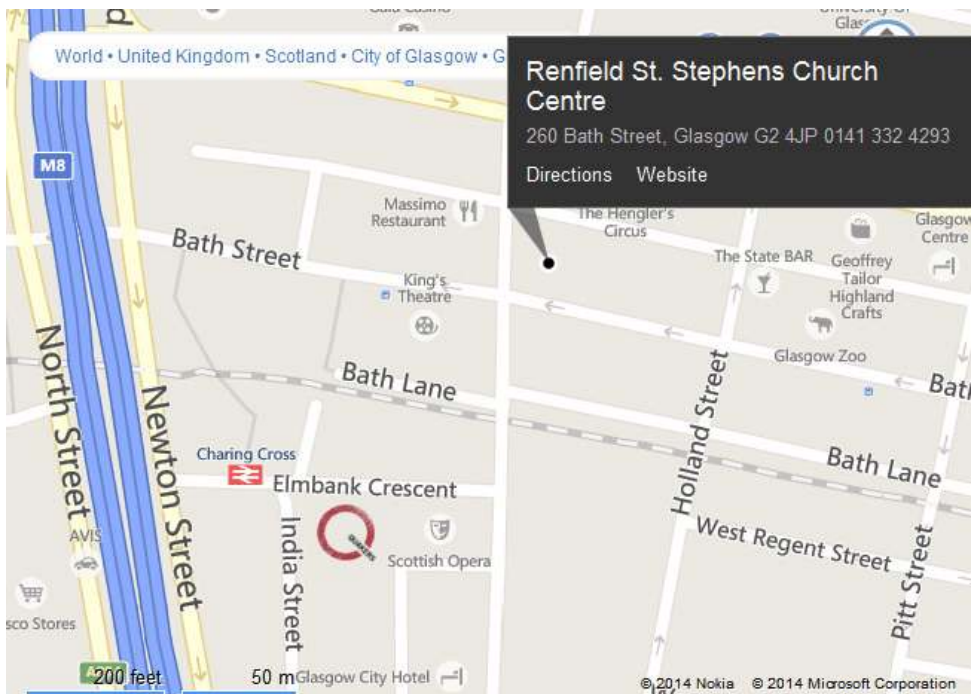 World • United Kingdom • Scotland • City of Glasgow • G
Renfield St. Stephens Church
Centre
260 Bath Street, Glasgow G2 4JP 0141 332 4293
Directions Website
M8
Massimo
Restaurant
The Hengler's
Circus
Glasgow
Centre
Bath Street
The State BAR
Geoffrey
Tailor
Highland
Crafts
King's
Theatre
Glasgow Zoo
North Street
Newton Street
Bath Lane
Bath
Holland Street
Charing Cross
Elmbank Crescent
Bath Lane
West Regent Street
Pitt Street
India Street
QUAKERS
AVIS
Scottish Opera
sco Stores
200 feet
50 m
Glasgow City Hotel
© 2014 Nokia © 2014 Microsoft Corporation